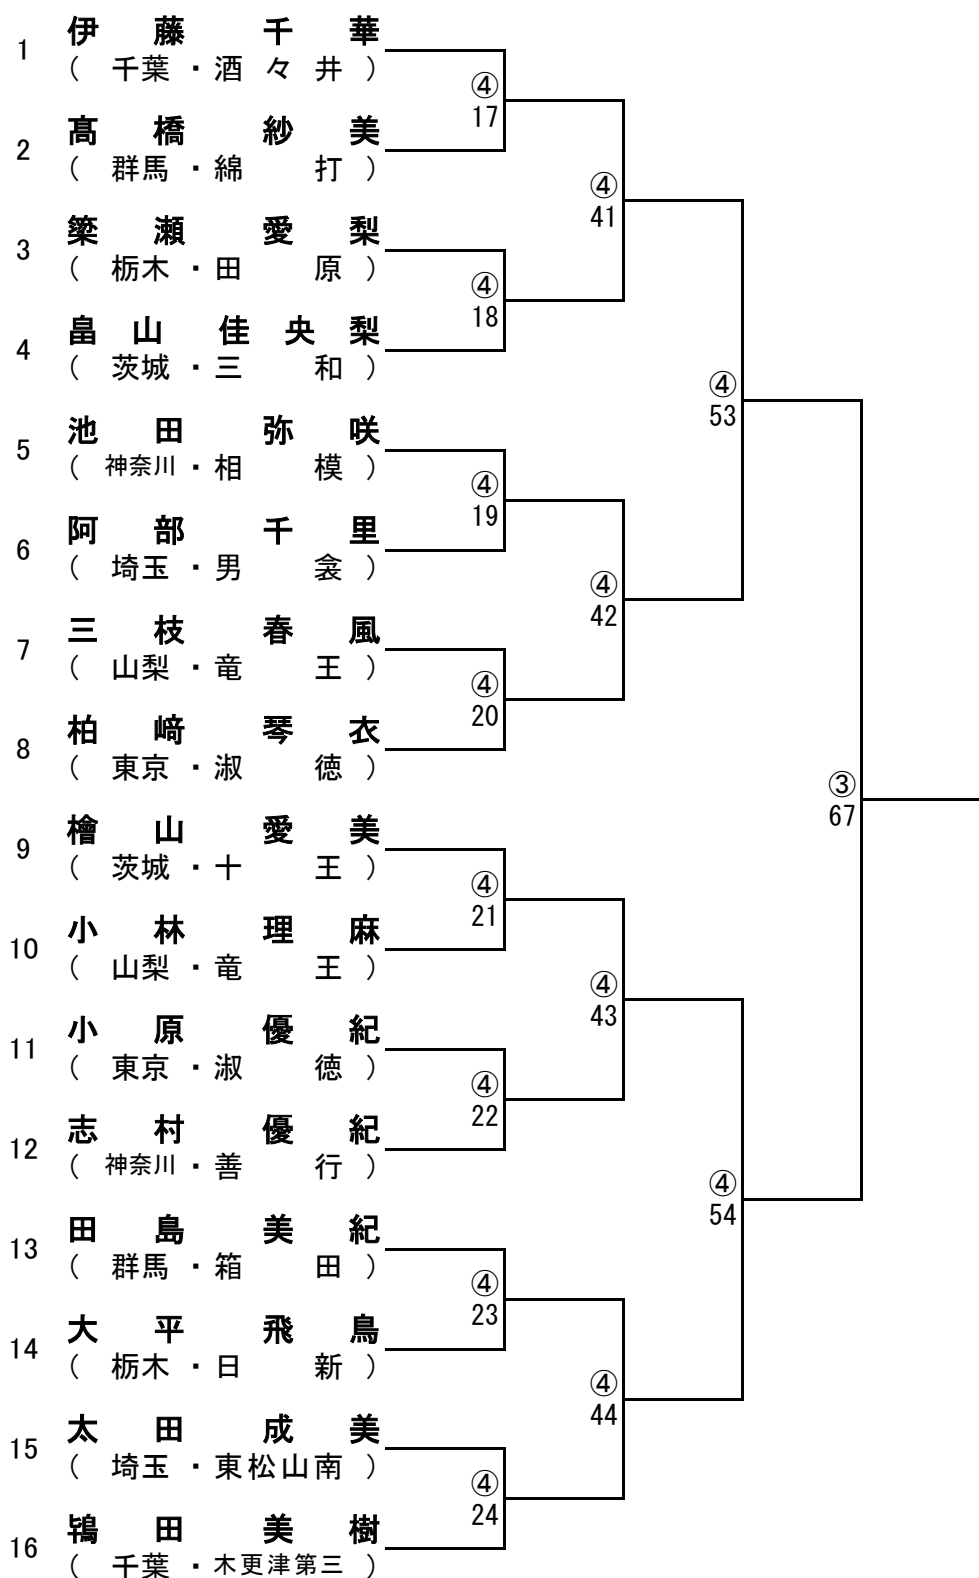 1 伊藤千華
（千葉・酒々井）
④
17
2 髙橋紗美
（群馬・綿打）
④
41
3 簗瀬愛梨
（栃木・田原）
④
18
4 畠山佳央梨
（茨城・三和）
④
53
5 池田弥咲
（神奈川・相模）
④
19
6 阿部千里
（埼玉・男衾）
④
42
7 三枝春風
（山梨・竜王）
④
20
8 柏﨑琴衣
（東京・淑徳）
③
67
9 檜山愛美
（茨城・十王）
④
21
10 小林理麻
（山梨・竜王）
④
43
11 小原優紀
（東京・淑徳）
④
22
12 志村優紀
（神奈川・善行）
④
54
13 田島美紀
（群馬・箱田）
④
23
14 大平飛鳥
（栃木・日新）
④
44
15 太田成美
（埼玉・東松山南）
④
24
16 鴇田美樹
（千葉・木更津第三）